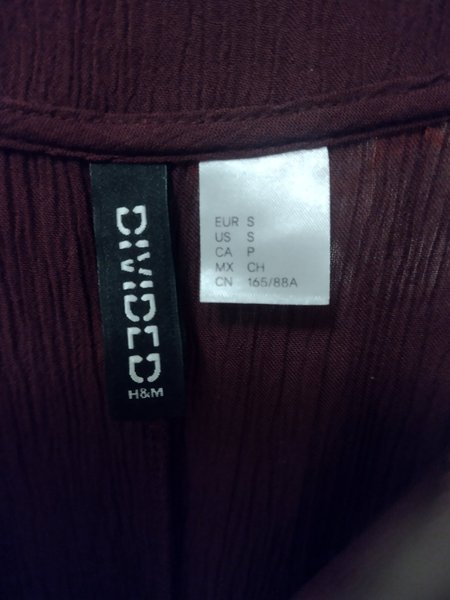 DIVIDED
H&M
EUR S
US S
CA P
MX CH
CN 165/88A